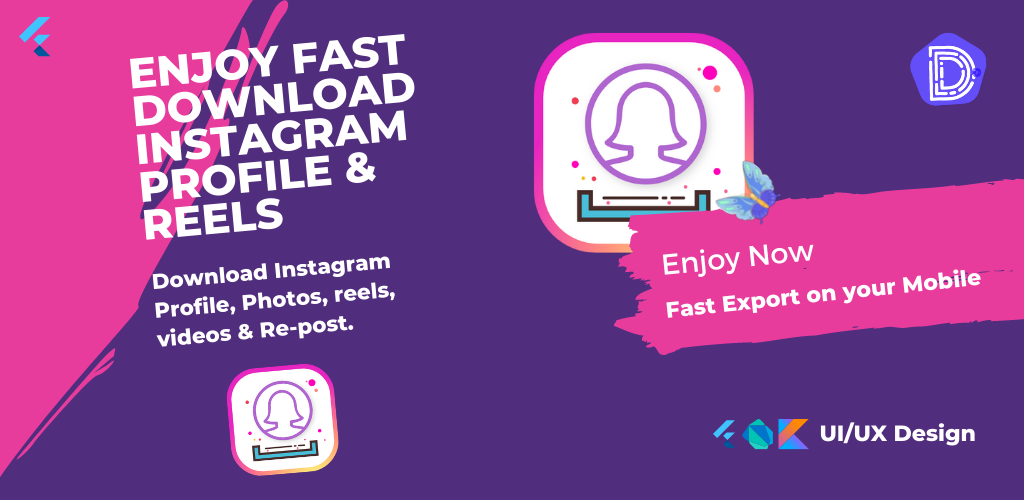 ENJOY FAST
DOWNLOAD
INSTAGRAM
PROFILE &
REELS
Download Instagram
Profile, Photos, reels,
videos & Re-post.
D
Enjoy Now
Fast Export on your Mobile
UI/UX Design